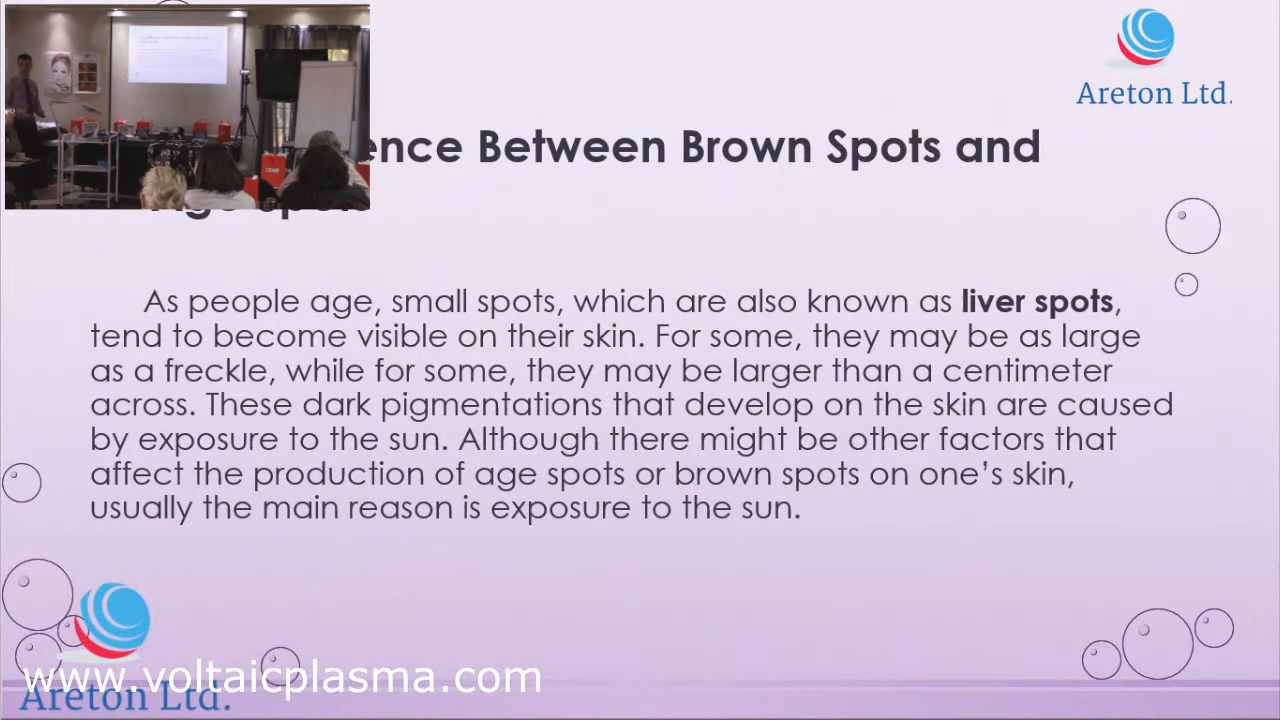 Areton Ltd.
ence Between Brown Spots and
Age spots
As people age, small spots, which are also known as liver spots,
tend to become visible on their skin. For some, they may be as large
as a freckle, while for some, they may be larger than a centimeter
across. These dark pigmentations that develop on the skin are caused
by exposure to the sun. Although there might be other factors that
affect the production of age spots or brown spots on one’s skin,
usually the main reason is exposure to the sun.
www.voltaicplasma.com
Areton Ltd.